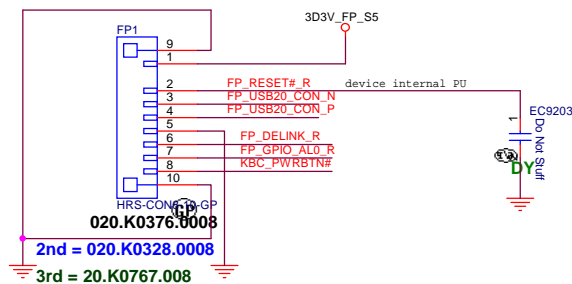 3D3V_FP_S5
FP1
9
1
2 FP_RESET#_R device internal PU
3 FP_USB20_CON_N
4 FP_USB20_CON_P
5
6 FP_DELINK_R
7 FP_GPIO_AL0_R
8 KBC_PWRBTN#
10
EC9203
1
Do Not Stuff
DY
GP
020.K0376.0008
2nd = 020.K0328.0008
3rd = 20.K0767.008